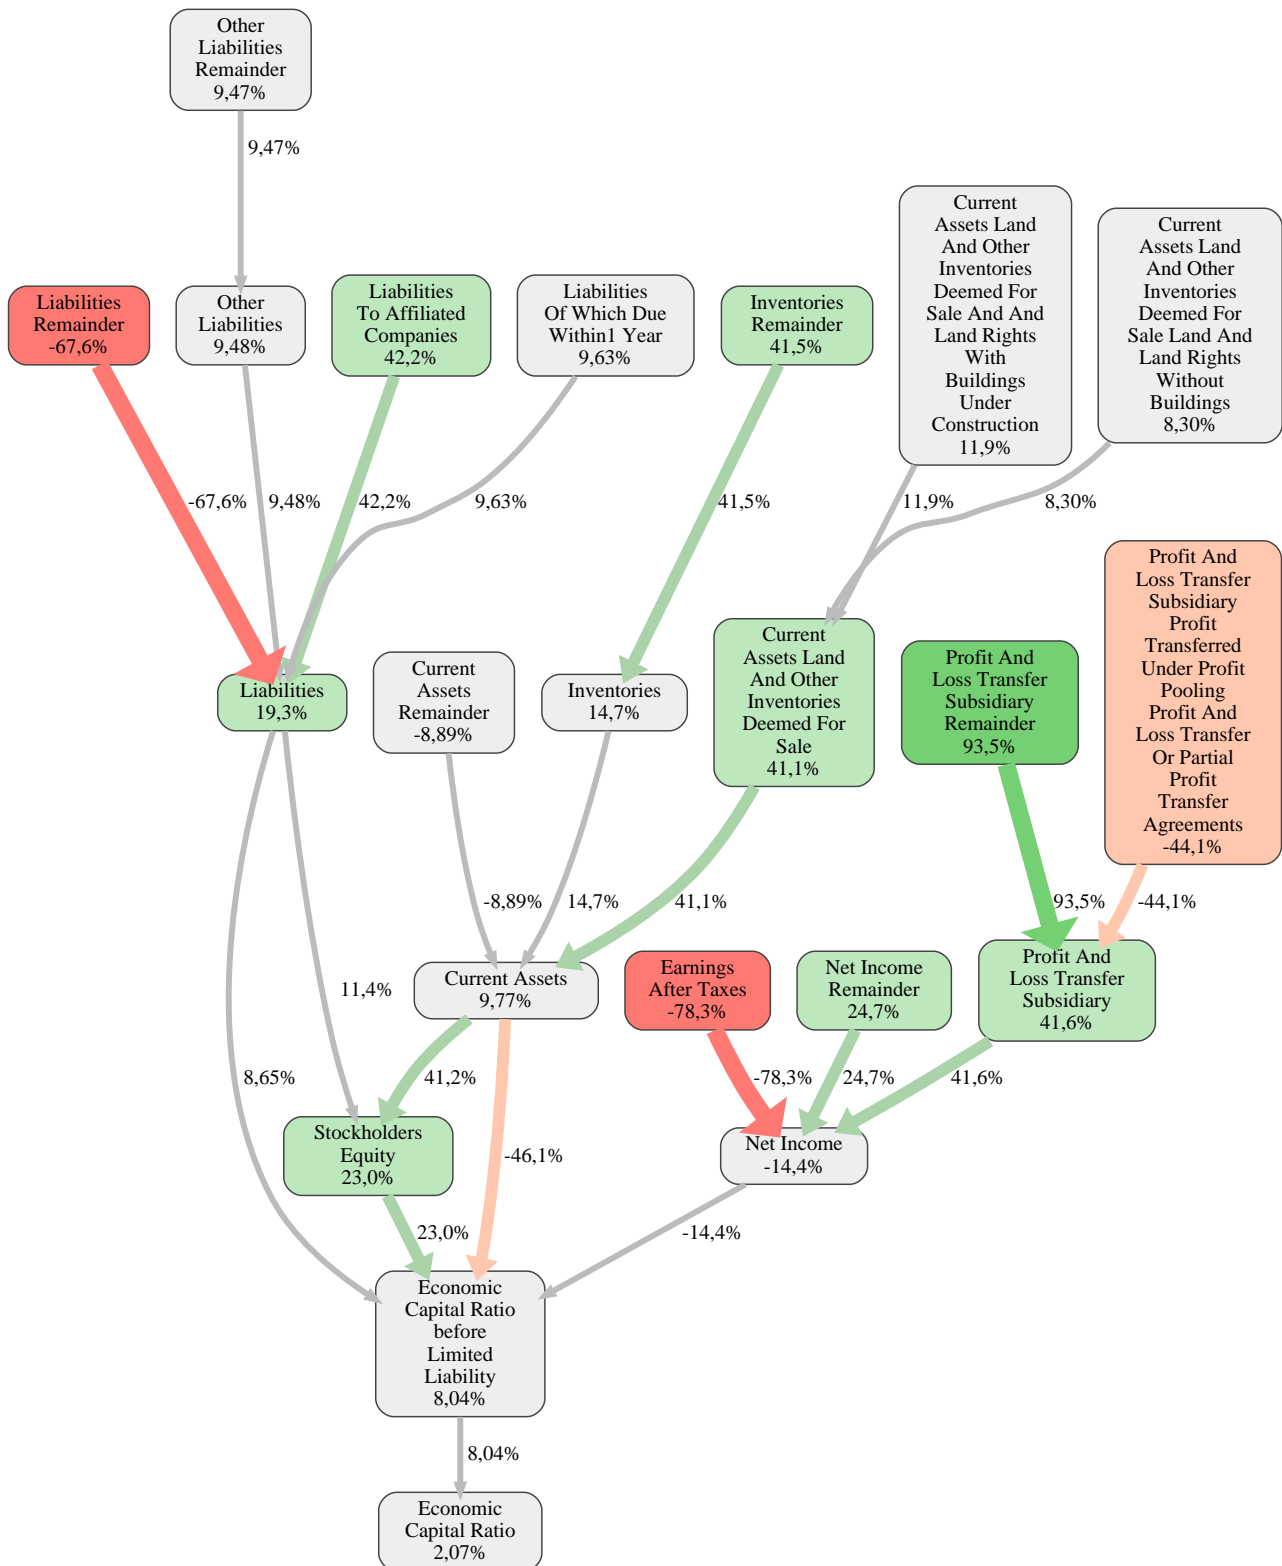 Other
Liabilities
Remainder
9,47%
9,47%
Liabilities
Remainder
-67,6%
Other
Liabilities
9,48%
Liabilities
To Affiliated
Companies
42,2%
Liabilities
Of Which Due
Within1 Year
9,63%
Inventories
Remainder
41,5%
Current
Assets Land
And Other
Inventories
Deemed For
Sale And And
Land Rights
With
Buildings
Under
Construction
11,9%
Current
Assets Land
And Other
Inventories
Deemed For
Sale Land And
Land Rights
Without
Buildings
8,30%
-67,6%
9,48%
42,2%
9,63%
41,5%
11,9%
8,30%
Liabilities
19,3%
Current
Assets
Remainder
-8,89%
Inventories
14,7%
Current
Assets Land
And Other
Inventories
Deemed For
Sale
41,1%
Profit And
Loss Transfer
Subsidiary
Remainder
93,5%
Profit And
Loss Transfer
Subsidiary
Profit
Transferred
Under Profit
Pooling
Profit And
Loss Transfer
Or Partial
Profit
Transfer
Agreements
-44,1%
-8,89%
14,7%
41,1%
93,5%
-44,1%
11,4%
Current Assets
9,77%
Earnings
After Taxes
-78,3%
Net Income
Remainder
24,7%
Profit And
Loss Transfer
Subsidiary
41,6%
8,65%
41,2%
-46,1%
-78,3%
24,7%
41,6%
Stockholders
Equity
23,0%
Net Income
-14,4%
23,0%
-14,4%
Economic
Capital Ratio
before
Limited
Liability
8,04%
8,04%
Economic
Capital Ratio
2,07%